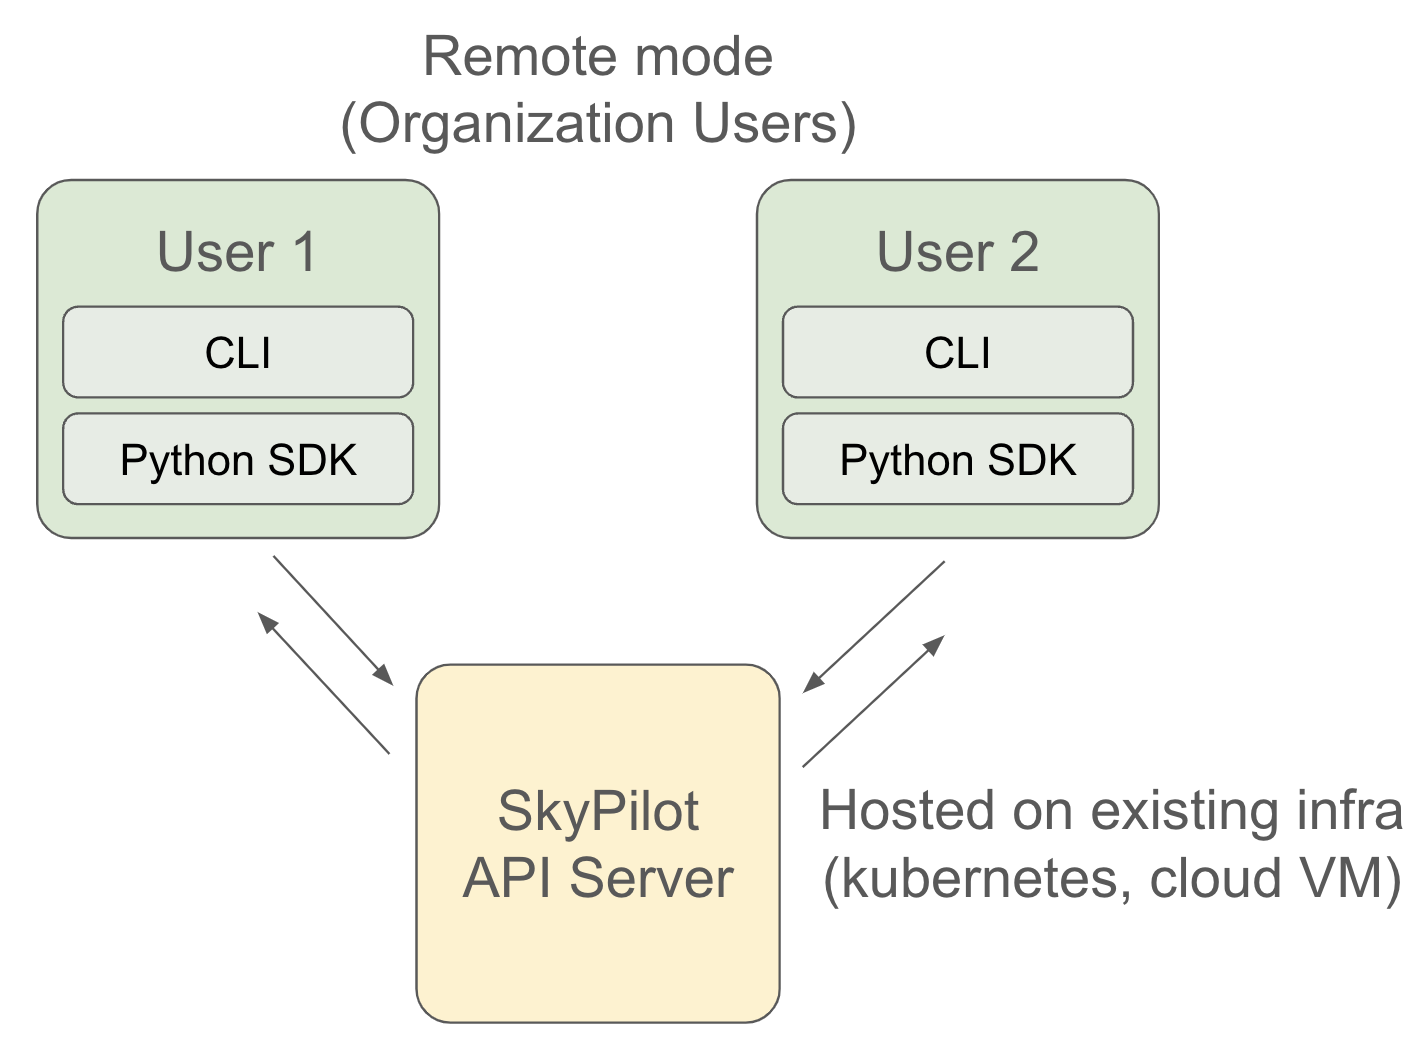 Remote mode
(Organization Users)
User 1
CLI
Python SDK
User 2
CLI
Python SDK
SkyPilot
API Server
Hosted on existing infra
(kubernetes, cloud VM)